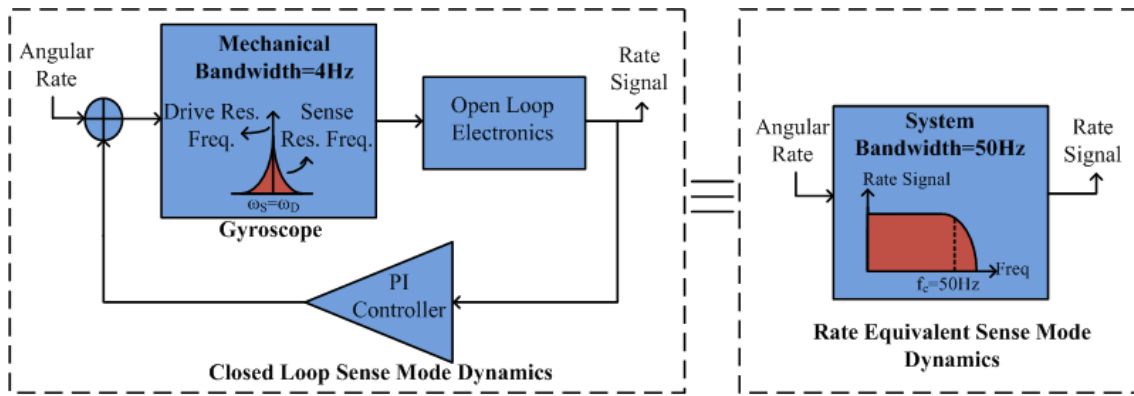 Angular
Rate
Mechanical
Bandwidth=4Hz
Drive Res.
Freq.
Sense
Res. Freq.
ωS=ωD
Gyroscope
Open Loop
Electronics
Rate
Signal
PI
Controller
Closed Loop Sense Mode Dynamics
Angular
Rate
System
Bandwidth=50Hz
Rate Signal
Freq
fc=50Hz
Rate
Signal
Rate Equivalent Sense Mode
Dynamics